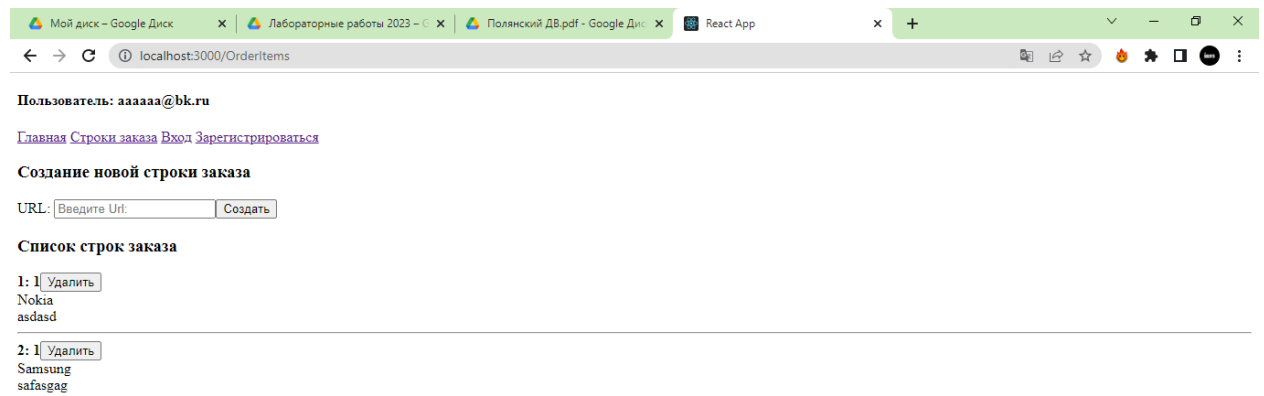 Мой диск – Google Диск
Лабораторные работы 2023 – G
Полянский ДВ.pdf - Google Дис
React App
localhost:3000/OrderItems
Пользователь: aaaaaa@bk.ru
Главная Строки заказа Вход Зарегистрироваться
Создание новой строки заказа
URL: Введите Url: Создать
Список строк заказа
1: 1 Удалить
Nokia
asdasd
2: 1 Удалить
Samsung
safasgag